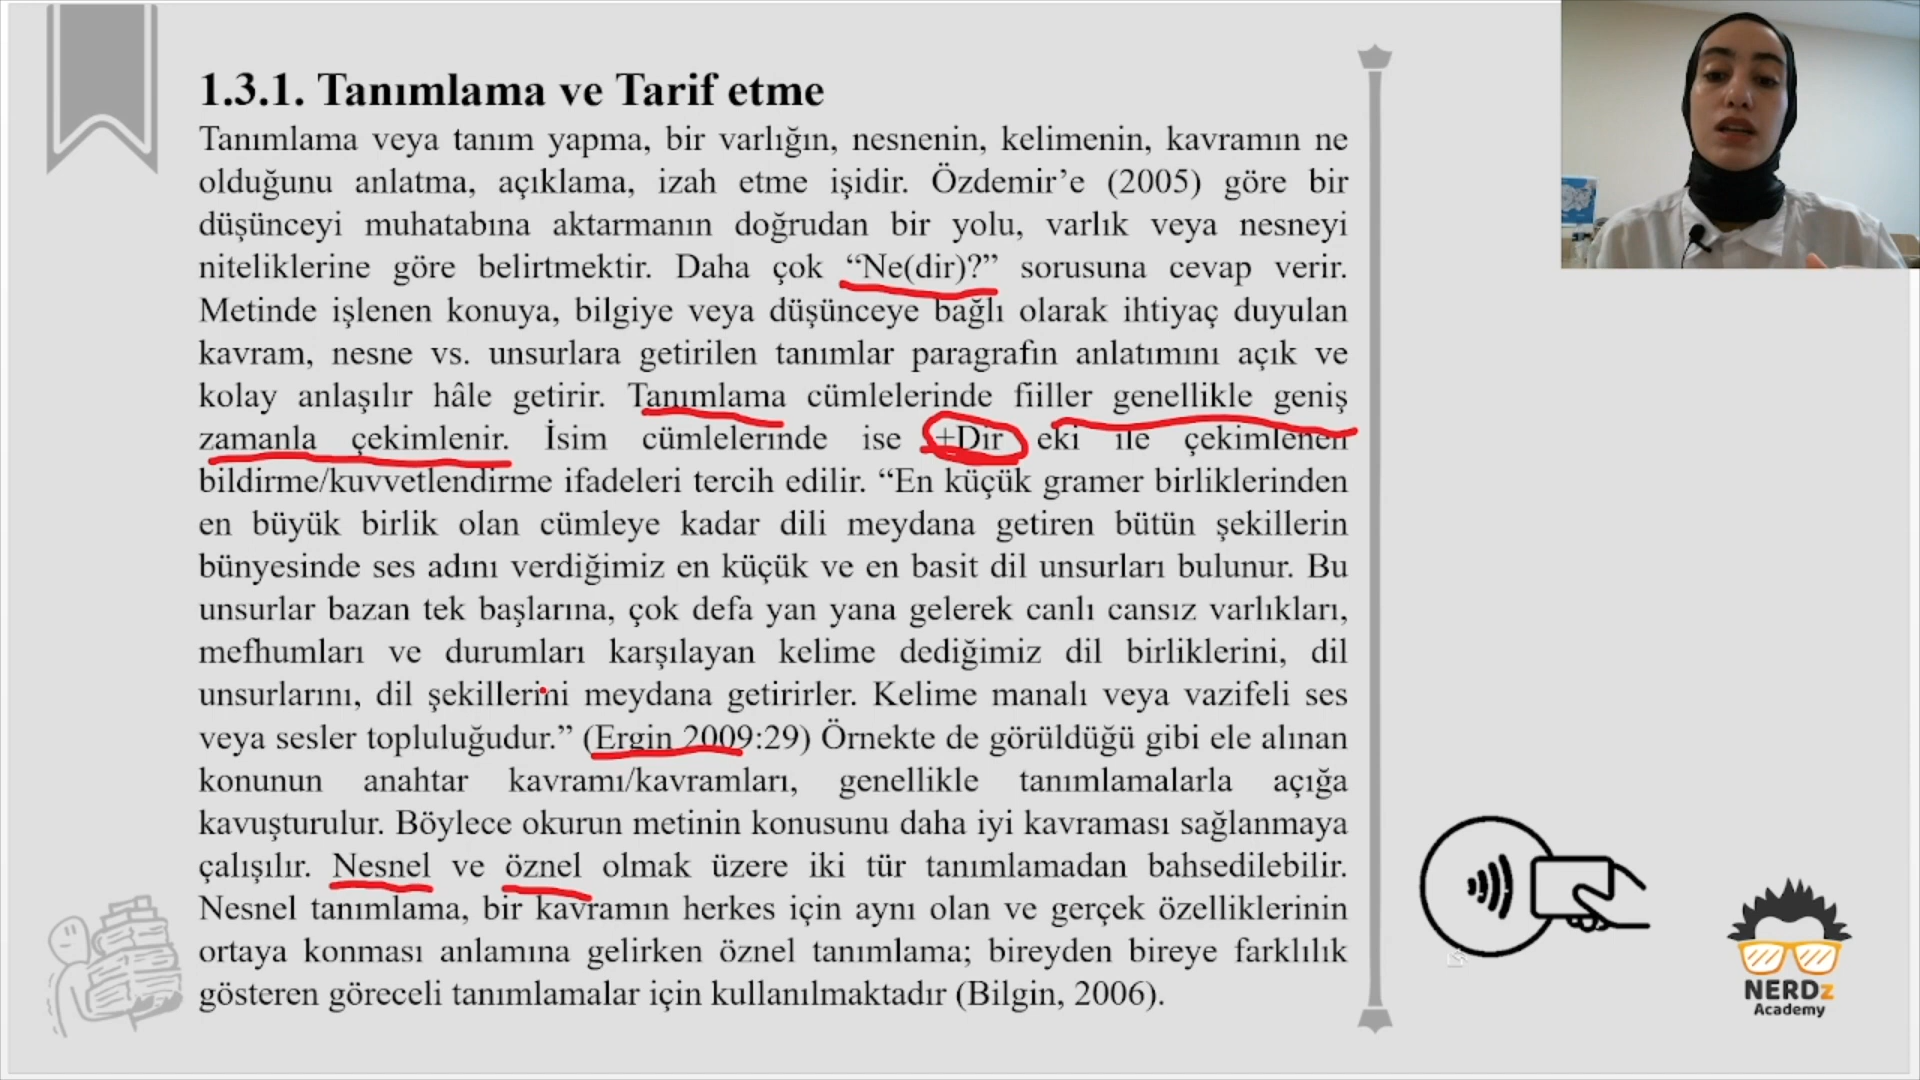 1.3.1. Tanımlama ve Tarif etme
Tanımlama veya tanım yapma, bir varlığın, nesnenin, kelimenin, kavramın ne
olduğunu anlatma, açıklama, izah etme işidir. Özdemir’e (2005) göre bir
düşünceyi muhatabına aktarmanın doğrudan bir yolu, varlık veya nesneyi
niteliklerine göre belirtmektir. Daha çok “Ne(dir)?” sorusuna cevap verir.
Metinde işlenen konuya, bilgiye veya düşünceye bağlı olarak ihtiyaç duyulan
kavram, nesne vs. unsurlara getirilen tanımlar paragrafın anlatımını açık ve
kolay anlaşılır hâle getirir. Tanımlama cümlelerinde fiiller genellikle geniş
zamanla çekimlenir. İsim cümlelerinde ise +Dir eki ile çekimlenen
bildirme/kuvvetlendirme ifadeleri tercih edilir. “En küçük gramer birliklerinden
en büyük birlik olan cümleye kadar dili meydana getiren bütün şekillerin
bünyesinde ses adını verdiğimiz en küçük ve en basit dil unsurları bulunur. Bu
unsurlar bazan tek başlarına, çok defa yan yana gelerek canlı cansız varlıkları,
mefhumları ve durumları karşılayan kelime dediğimiz dil birliklerini, dil
unsurlarını, dil şekillerini meydana getirirler. Kelime manalı veya vazifeli ses
veya sesler topluluğudur.” (Ergin 2009:29) Örnekte de görüldüğü gibi ele alınan
konunun anahtar kavramı/kavramları, genellikle tanımlamalarla açığa
kavuşturulur. Böylece okurun metinin konusunu daha iyi kavraması sağlanmaya
çalışılır. Nesnel ve öznel olmak üzere iki tür tanımlamadan bahsedilebilir.
Nesnel tanımlama, bir kavramın herkes için aynı olan ve gerçek özelliklerinin
ortaya konması anlamına gelirken öznel tanımlama; bireyden bireye farklılık
gösteren göreceli tanımlamalar için kullanılmaktadır (Bilgin, 2006).
NERDz
Academy